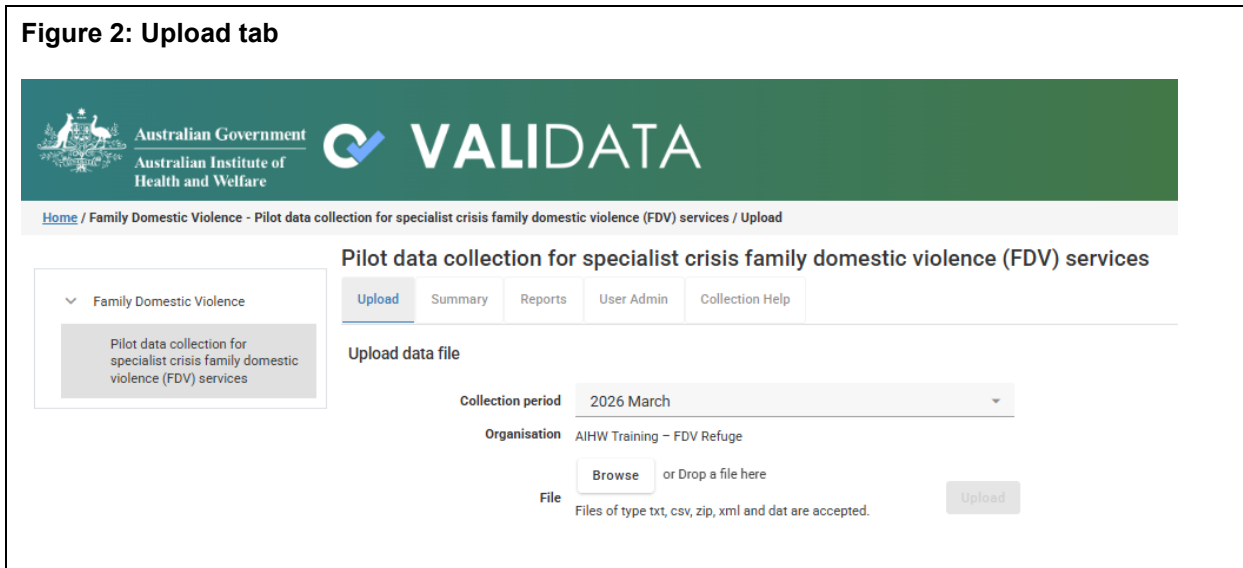 Figure 2: Upload tab
Australian Government
Australian Institute of
Health and Welfare
VALIDATA
Home / Family Domestic Violence - Pilot data collection for specialist crisis family domestic violence (FDV) services / Upload
Pilot data collection for specialist crisis family domestic violence (FDV) services
Family Domestic Violence
Pilot data collection for
specialist crisis family domestic
violence (FDV) services
Upload Summary Reports User Admin Collection Help
Upload data file
Collection period 2026 March
Organisation AIHW Training – FDV Refuge
File Browse or Drop a file here
Files of type txt, csv, zip, xml and dat are accepted.
Upload